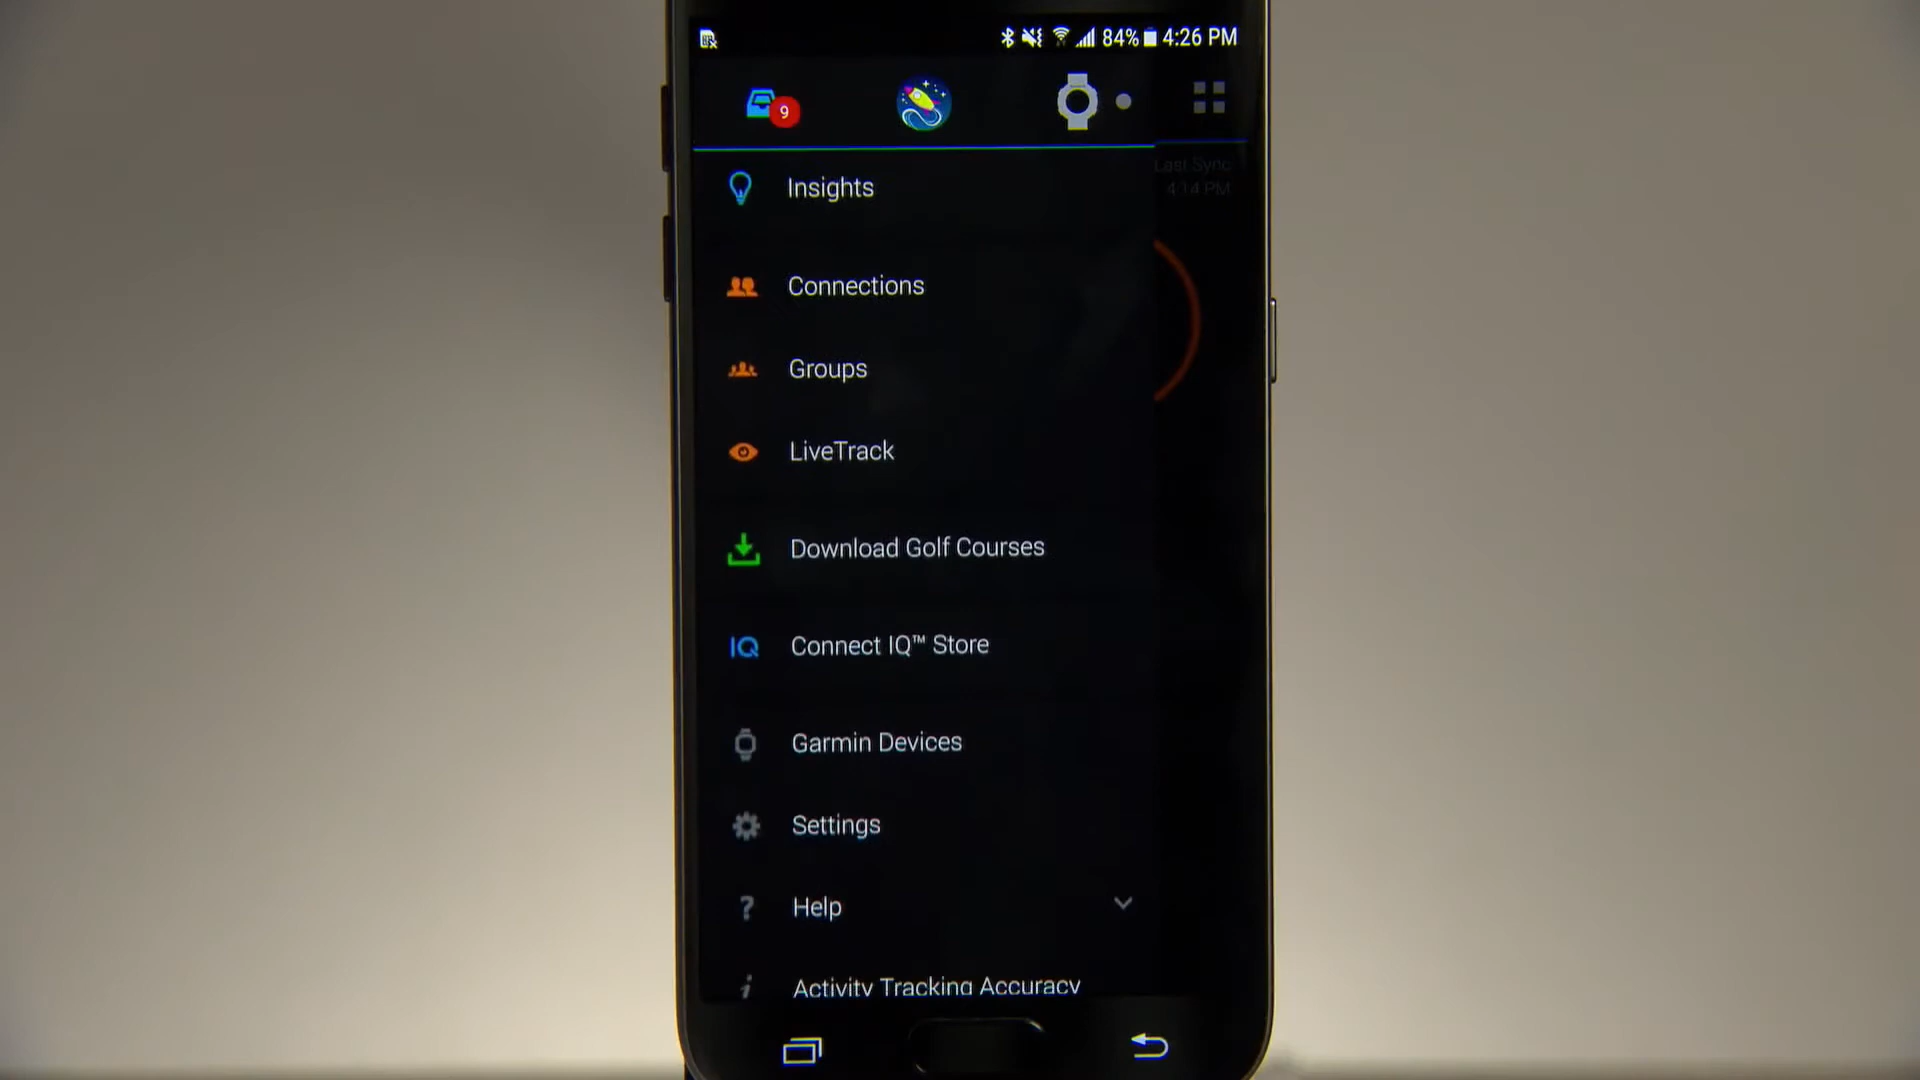 84% 4:26 PM
9
Last Sync
4:14 PM
Insights
Connections
Groups
LiveTrack
Download Golf Courses
IQ Connect IQ™ Store
Garmin Devices
Settings
? Help
i Activity Tracking Accuracy